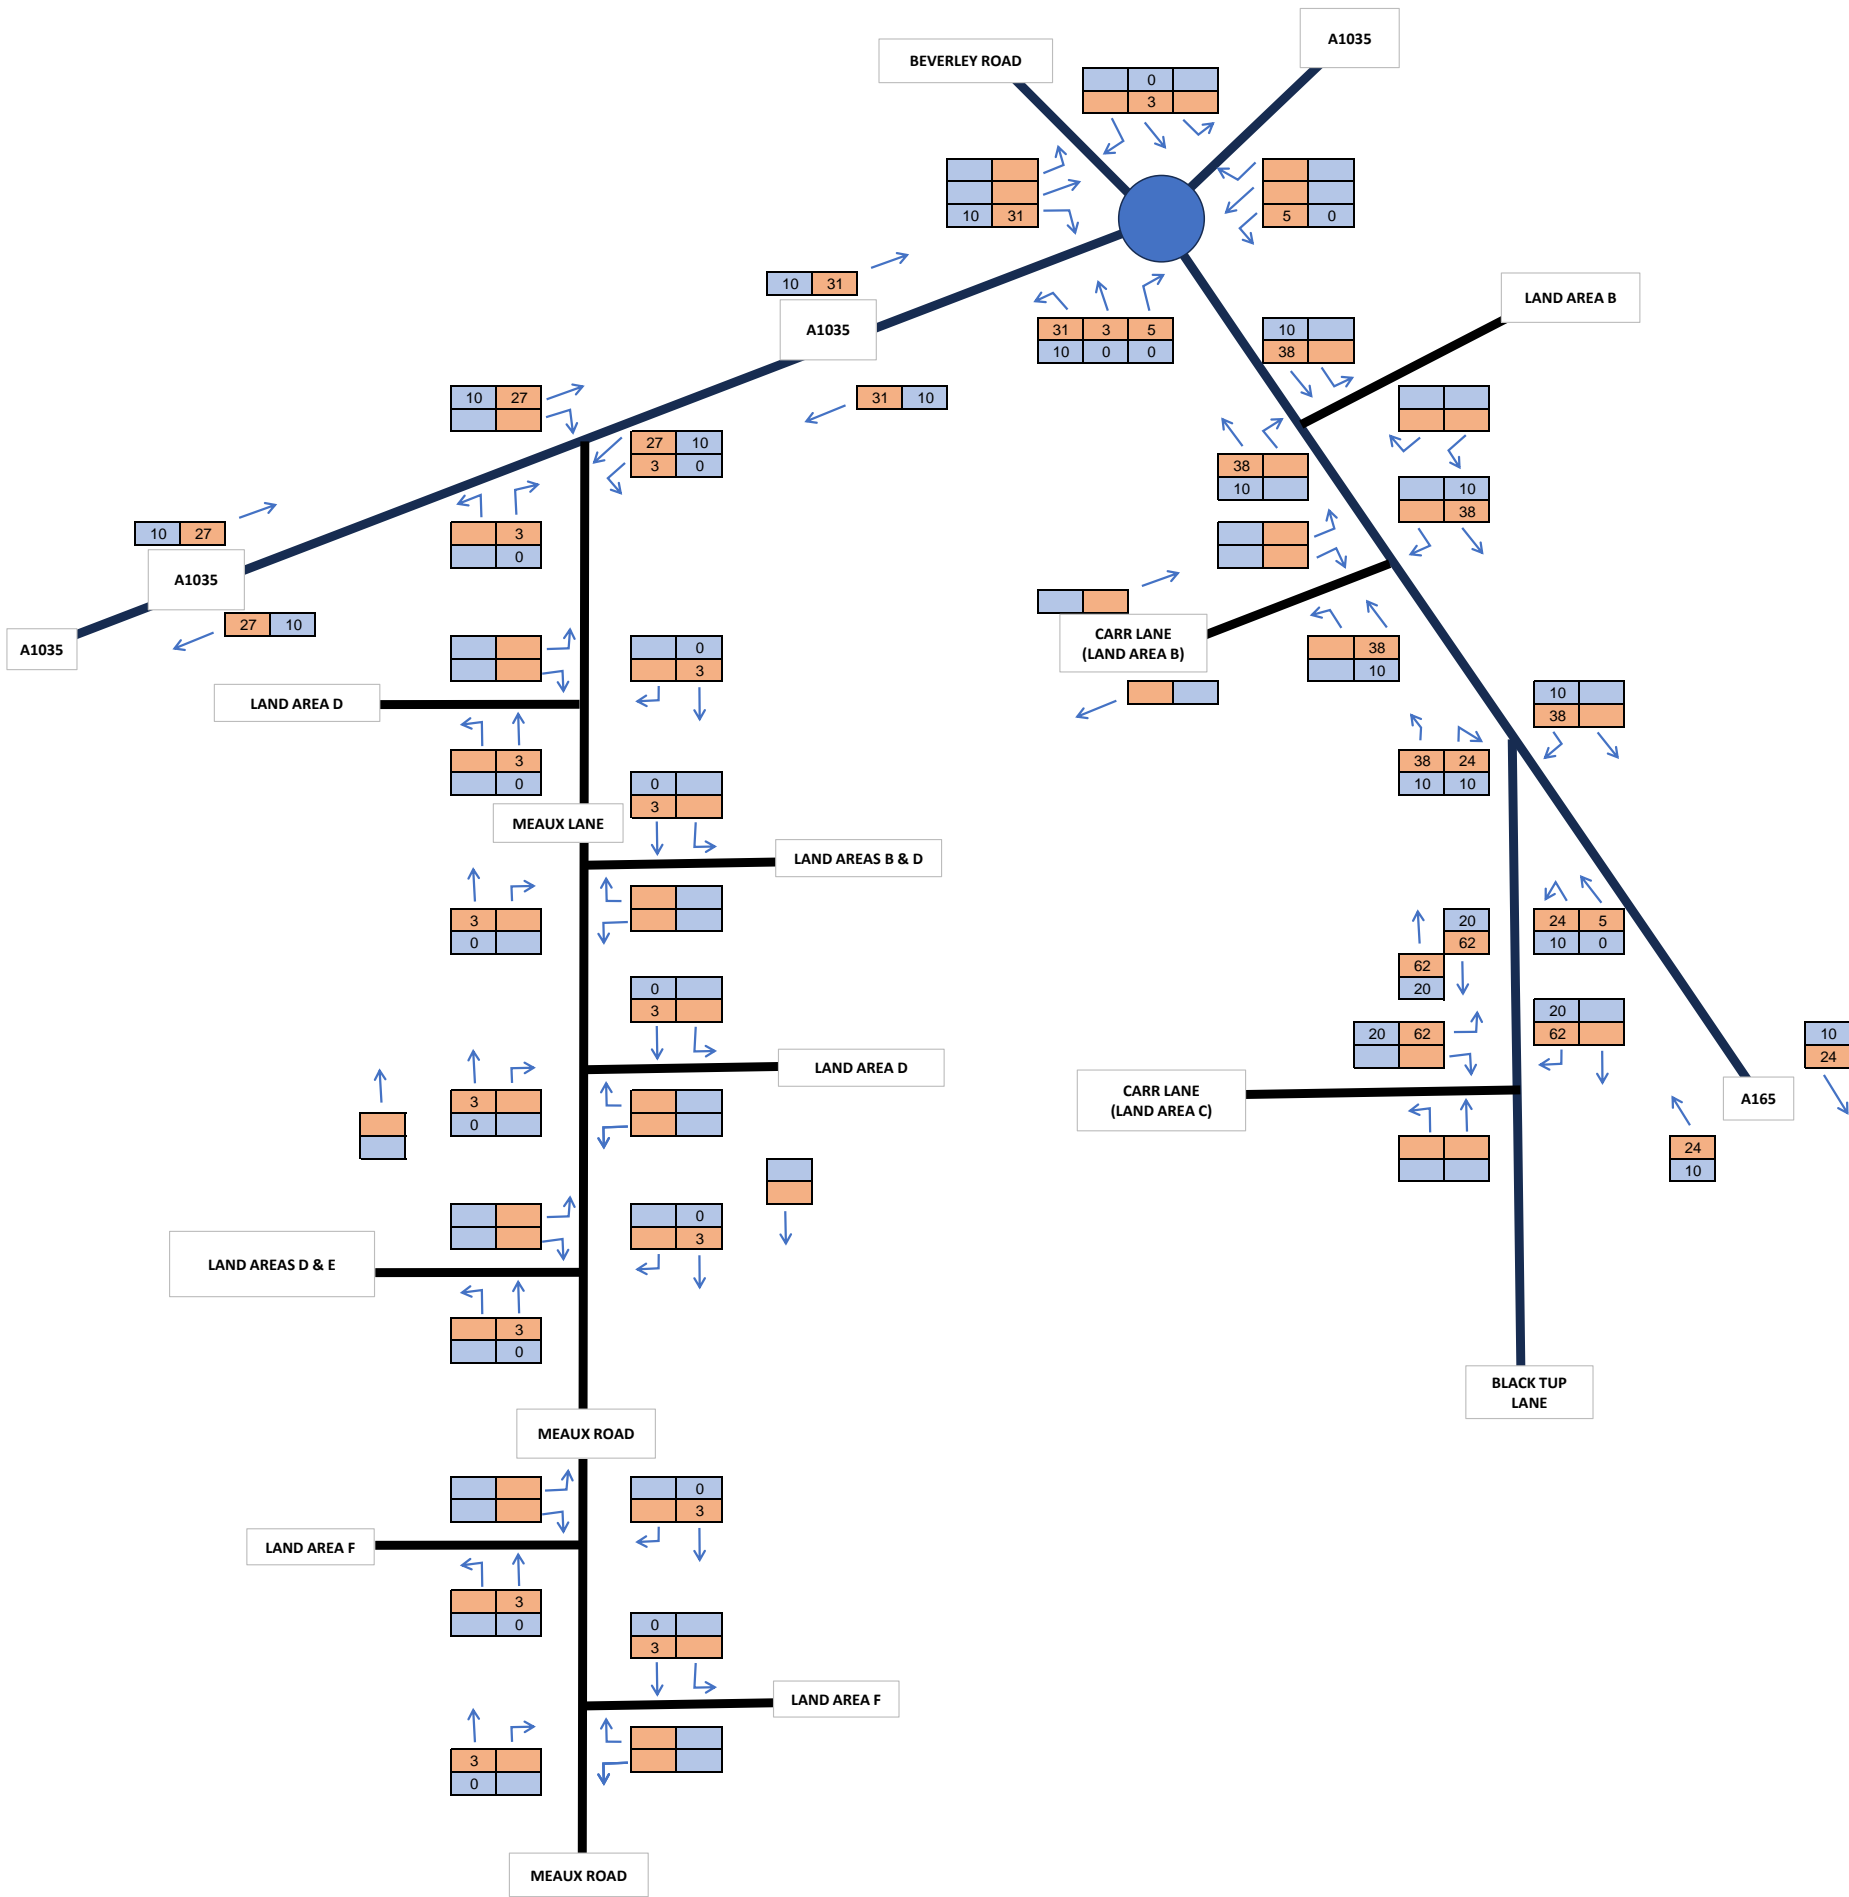 A1035
BEVERLEY ROAD
0
3
10 31
5 0
10 31
A1035
LAND AREA B
31 3 5
10 0 0
10
38
10 27
31 10
27 10
3 0
38
10
10
38
10 27
3
0
A1035
27 10
A1035
CARR LANE
(LAND AREA B)
38
10
0
3
LAND AREA D
10
38
3
0
38 24
10 10
0
3
MEAUX LANE
LAND AREAS B & D
3
0
20
62
24 5
10 0
62
20
0
3
20
62
20 62
10
24
LAND AREA D
CARR LANE
(LAND AREA C)
A165
3
0
24
10
0
3
LAND AREAS D & E
3
0
BLACK TUP
LANE
MEAUX ROAD
0
3
LAND AREA F
3
0
0
3
LAND AREA F
3
0
MEAUX ROAD